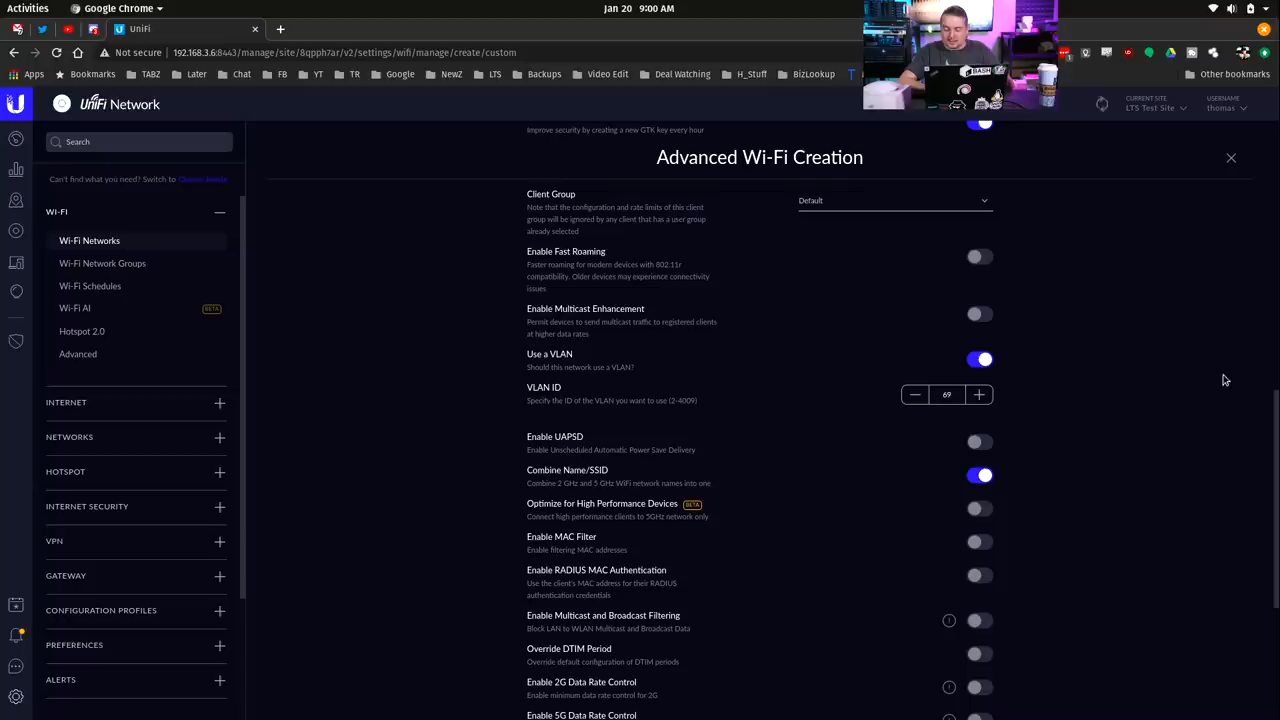 Activities
Google Chrome
Jan 20 9:00 AM
UniFi
Not secure
/manage/site/8iiph7ar/v2/settings/wifi/manage/create/custom
Apps
Bookmarks
Later
Chat
YT
Google
NewZ
LTS
Backups
Video Edit
Deal Watching
H_Stuff
BizLookup
Other bookmarks
UniFi Network
CURRENT SITE
LTS Test Site
USERNAME
thomas
BASH
Search
Can't find what you need? Switch to Classic Mode
WI-FI
Wi-Fi Networks
Wi-Fi Network Groups
Wi-Fi Schedules
Wi-Fi AI
BETA
Hotspot 2.0
Advanced
INTERNET
NETWORKS
HOTSPOT
INTERNET SECURITY
VPN
GATEWAY
CONFIGURATION PROFILES
PREFERENCES
ALERTS
Improve security by creating a new GTK key every hour
Advanced Wi-Fi Creation
Client Group
Default
Note that the configuration and rate limits of this client
group will be ignored by any client that has a user group
already selected
Enable Fast Roaming
Faster roaming for modern devices with 802.11r
compatibility. Older devices may experience connectivity
issues
Enable Multicast Enhancement
Permit devices to send multicast traffic to registered clients
at higher data rates
Use a VLAN
Should this network use a VLAN?
VLAN ID
Specify the ID of the VLAN you want to use (2-4009)
69
Enable UAPSD
Enable Unscheduled Automatic Power Save Delivery
Combine Name/SSID
Combine 2 GHz and 5 GHz WiFi network names into one
Optimize for High Performance Devices BETA
Connect high performance clients to 5GHz network only
Enable MAC Filter
Enable filtering MAC addresses
Enable RADIUS MAC Authentication
Use the client's MAC address for their RADIUS
authentication credentials
Enable Multicast and Broadcast Filtering
Block LAN to WLAN Multicast and Broadcast Data
Override DTIM Period
Override default configuration of DTIM periods
Enable 2G Data Rate Control
Enable minimum data rate control for 2G
Enable 5G Data Rate Control